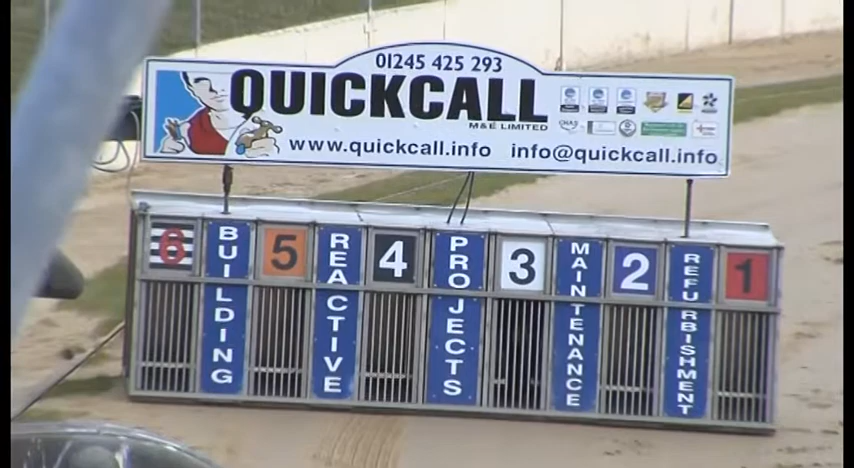 01245 425 293
QUICKCALL
M&E LIMITED
www.quickcall.info info@quickcall.info
CHAS
6 BUILDING 5 REACTIVE 4 PROJECTS 3 MAINTENANCE 2 REFURBISHMENT 1